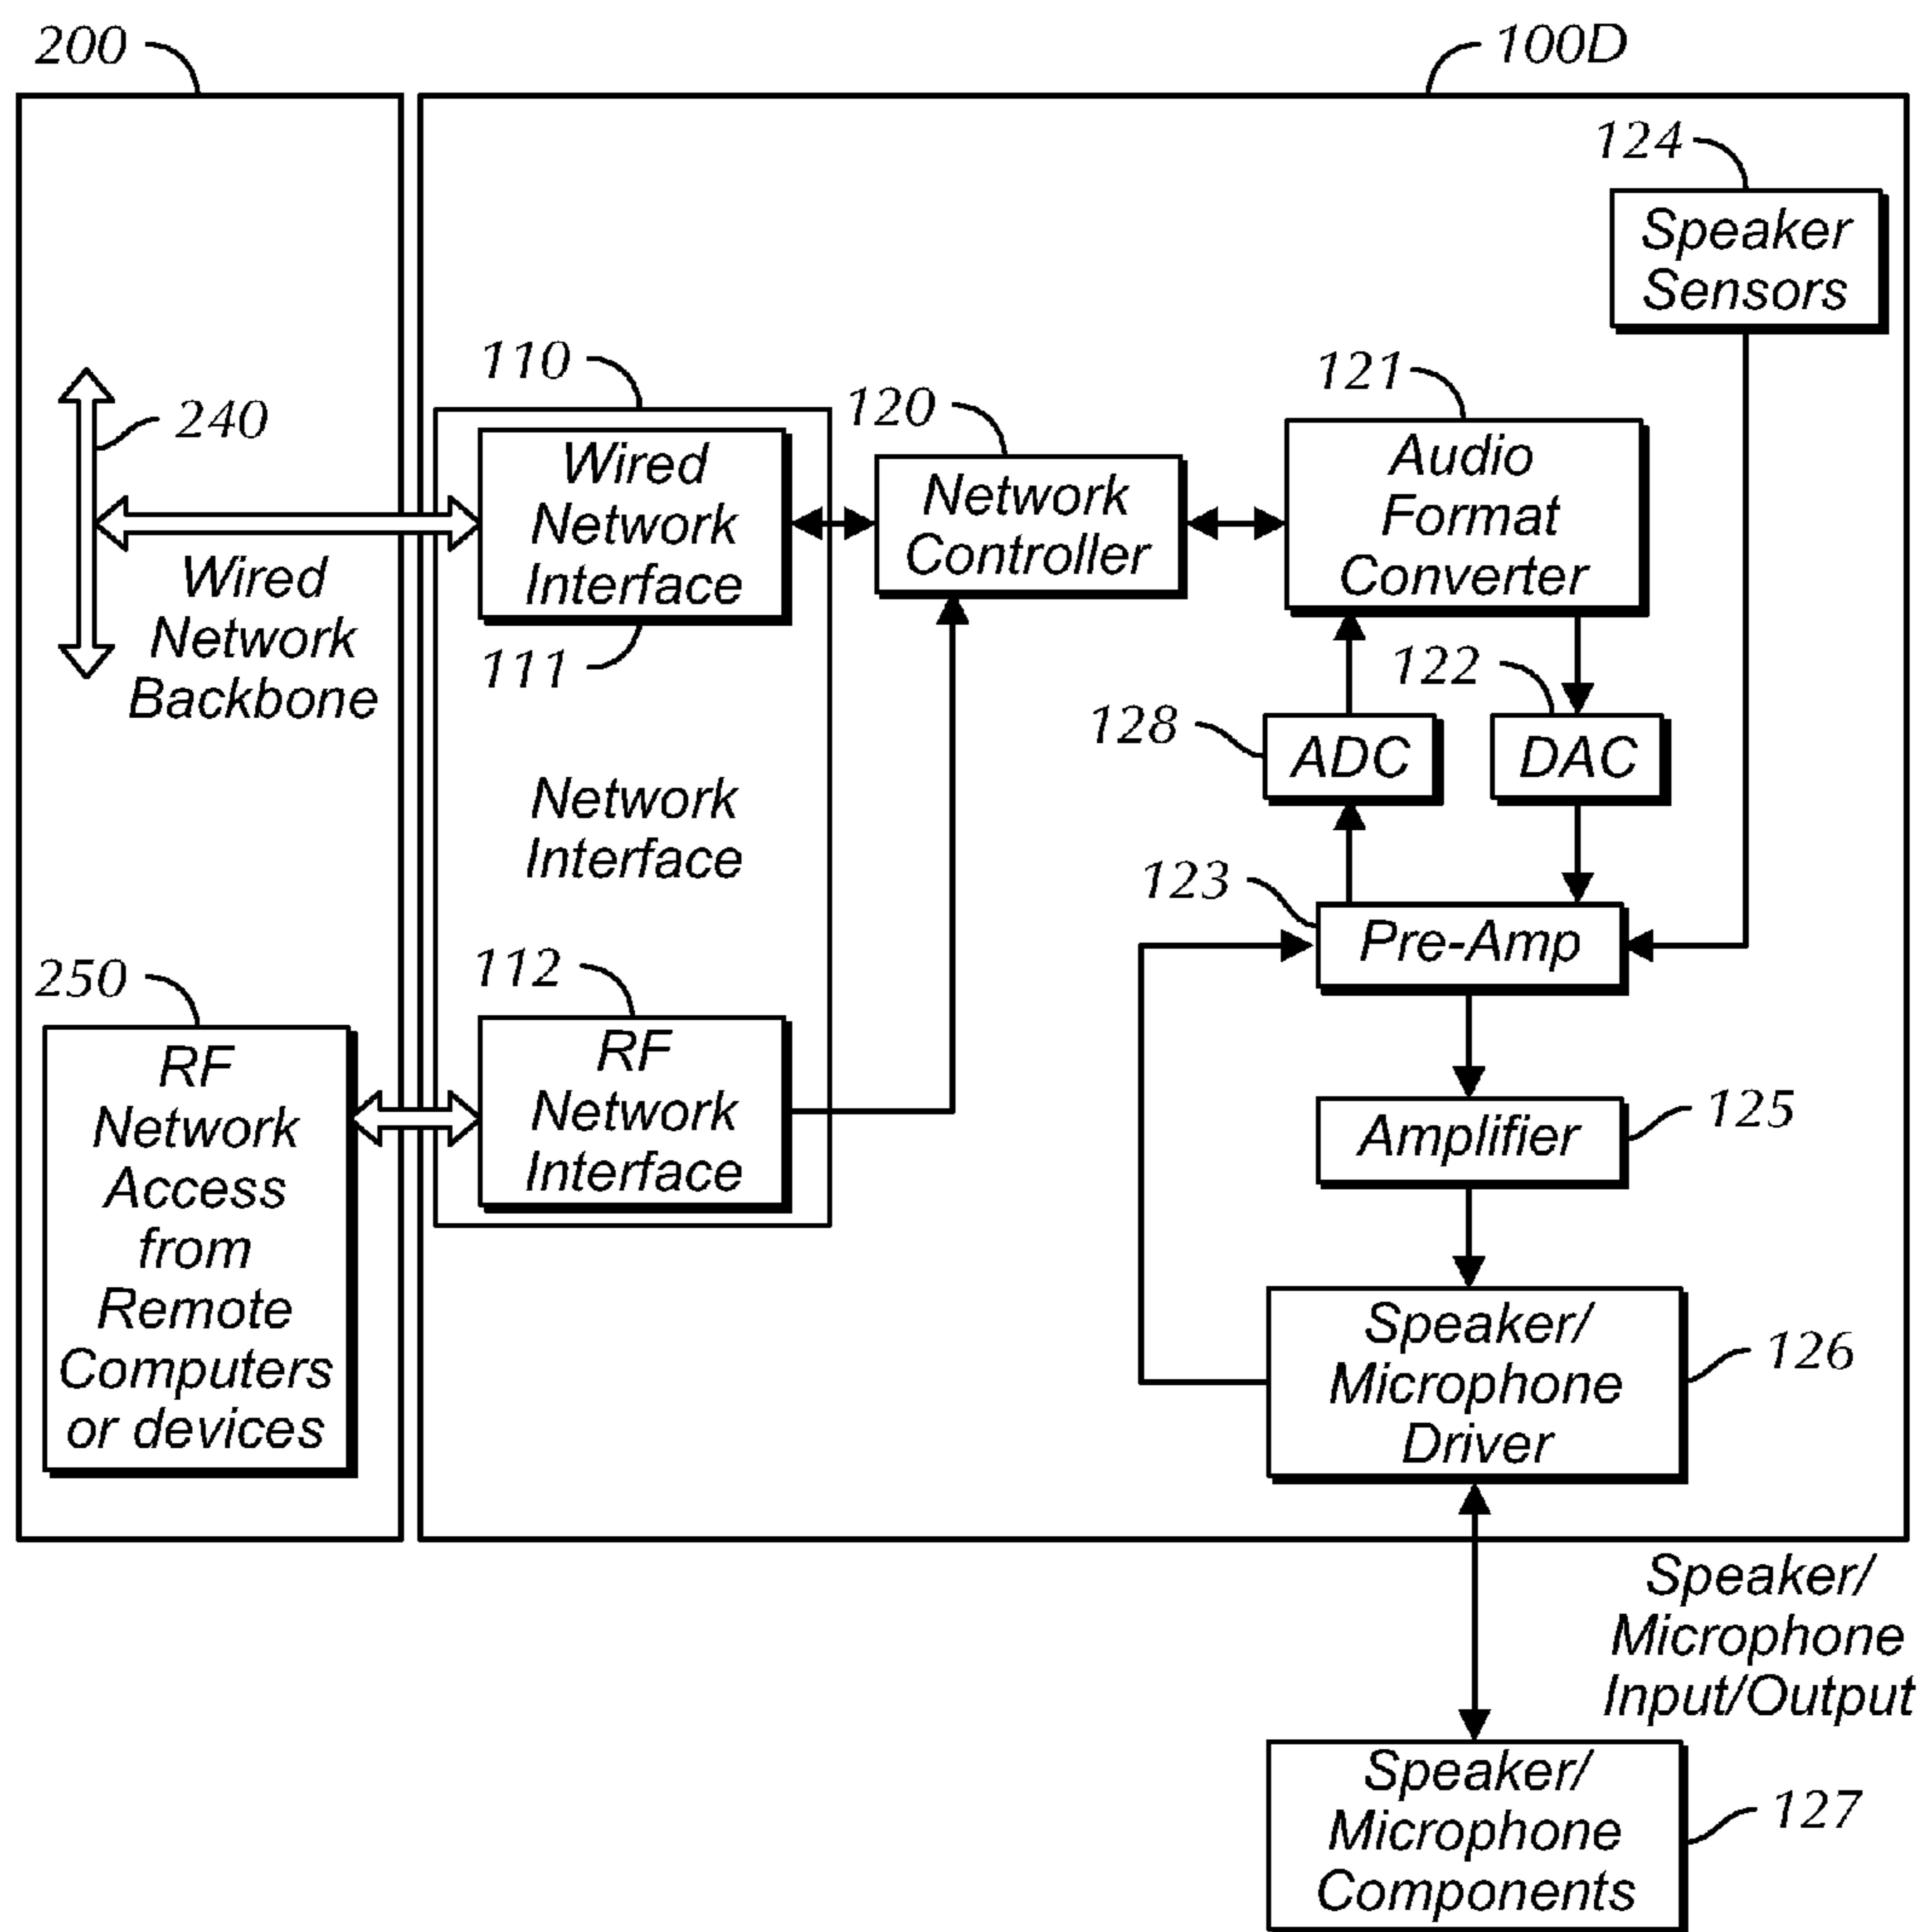 200
100D
124
Speaker
Sensors
110
120
121
240
Wired
Network
Interface
Network
Controller
Audio
Format
Converter
Wired
Network
Backbone
111
122
128
ADC
DAC
Network
Interface
123
Pre-Amp
250
112
RF
Network
Access
from
Remote
Computers
or devices
RF
Network
Interface
Amplifier
125
Speaker/
Microphone
Driver
126
Speaker/
Microphone
Input/Output
Speaker/
Microphone
Components
127